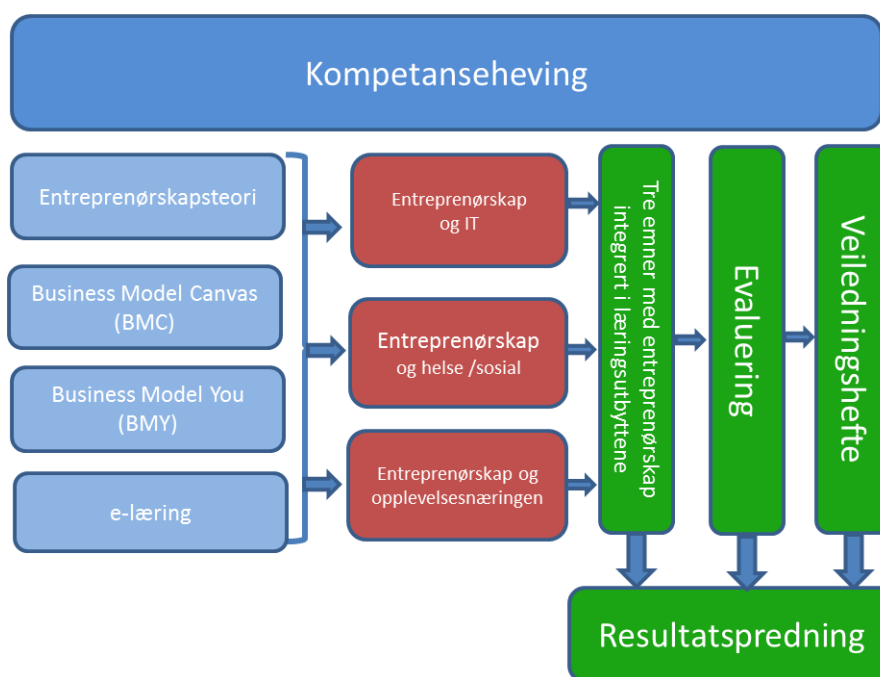 Kompetanseheving
Entreprenørskapsteori
Business Model Canvas
(BMC)
Business Model You
(BMY)
e-læring
Entreprenørskap
og IT
Entreprenørskap
og helse /sosial
Entreprenørskap og
opplevelsesnæringen
Tre emner med entreprenørskap
integrert i læringsutbyttene
Evaluering
Veiledningshefte
Resultatspredning